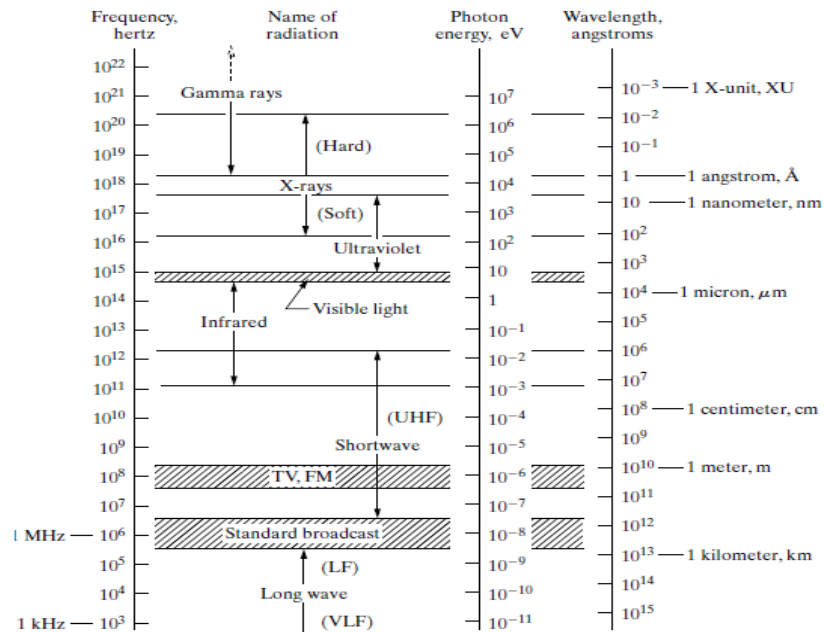 Frequency, hertz Name of radiation Photon energy, eV Wavelength, angstroms
10²²
10²¹ Gamma rays 10⁷ 10⁻³ 1 X-unit, XU
10²⁰ 10⁶ 10⁻²
(Hard) 10⁻¹
10¹⁹ 10⁵
10¹⁸ X-rays 10⁴ 1 1 angstrom, Å
10¹⁷ (Soft) 10³ 10 1 nanometer, nm
10¹⁶ Ultraviolet 10² 10²
10¹⁵ 10 10³
10¹⁴ Visible light 1 10⁴ 1 micron, μm
10¹³ Infrared 10⁻¹ 10⁵
10¹² 10⁻² 10⁶
10¹¹ 10⁻³ 10⁷
10¹⁰ (UHF) 10⁻⁴ 10⁸ 1 centimeter, cm
10⁹ Shortwave 10⁻⁵ 10⁹
10⁸ TV, FM 10⁻⁶ 10¹⁰ 1 meter, m
10⁷ 10⁻⁷ 10¹¹
1 MHz 10⁶ Standard broadcast 10⁻⁸ 10¹²
10⁵ (LF) 10⁻⁹ 10¹³ 1 kilometer, km
10⁴ Long wave 10⁻¹⁰ 10¹⁴
1 kHz 10³ (VLF) 10⁻¹¹ 10¹⁵